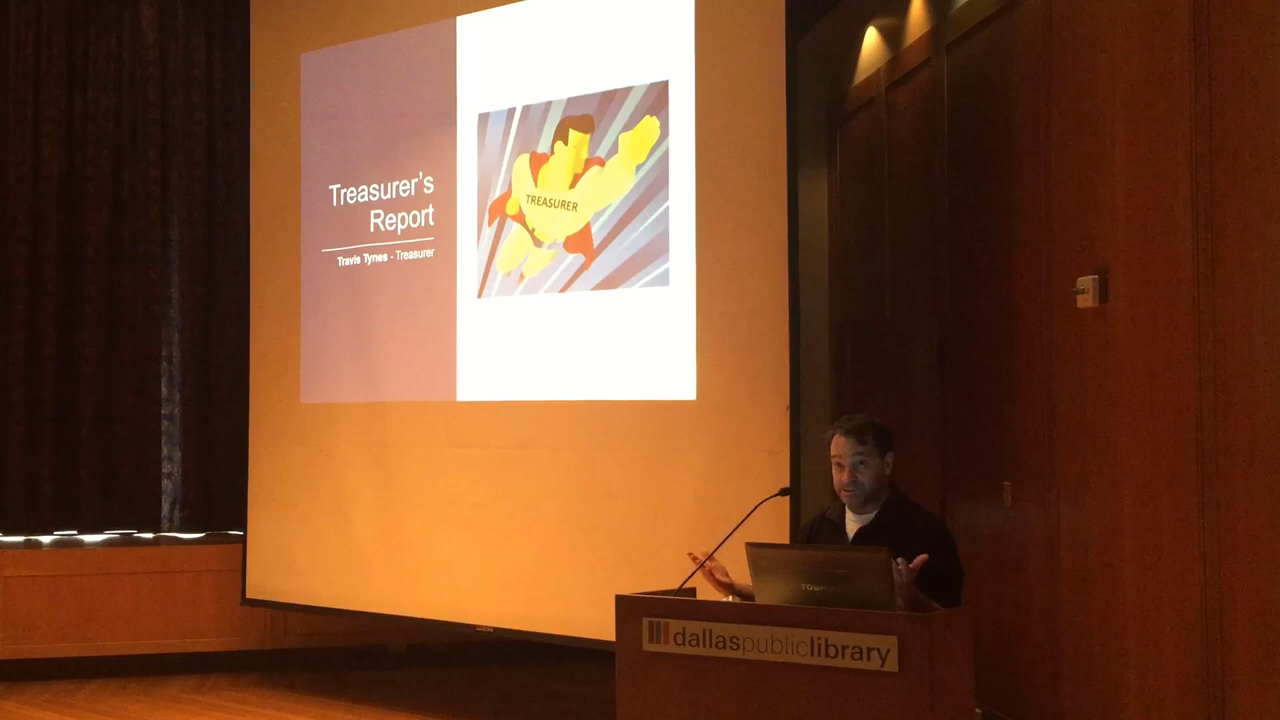 Treasurer's
Report
Travis Tynes - Treasurer
TREASURER
dallaspubliclibrary